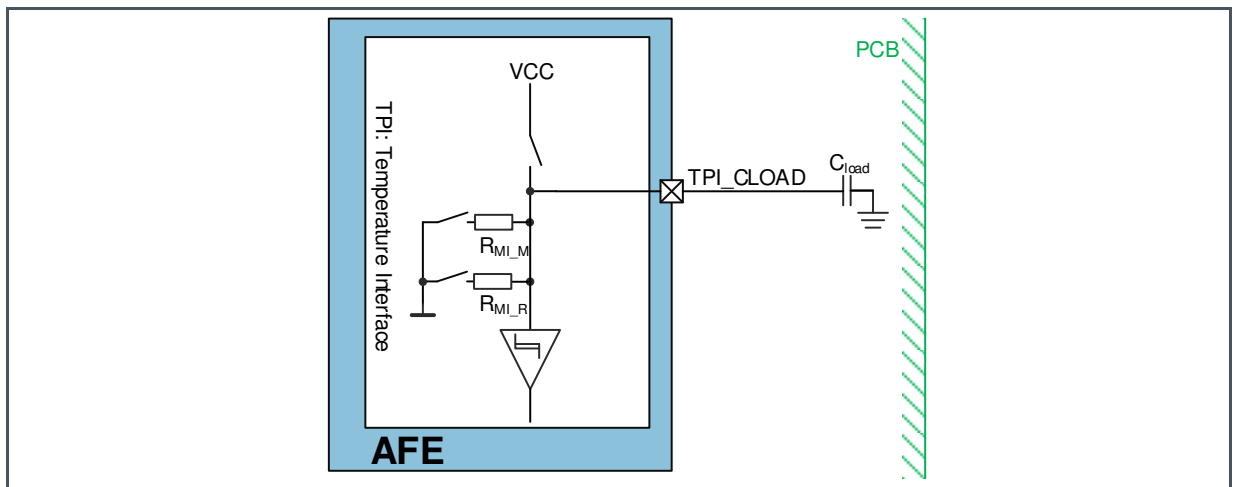 PCB
VCC
TPI: Temperature Interface
TPI_CLOAD
Cload
RMI_M
RMI_R
AFE